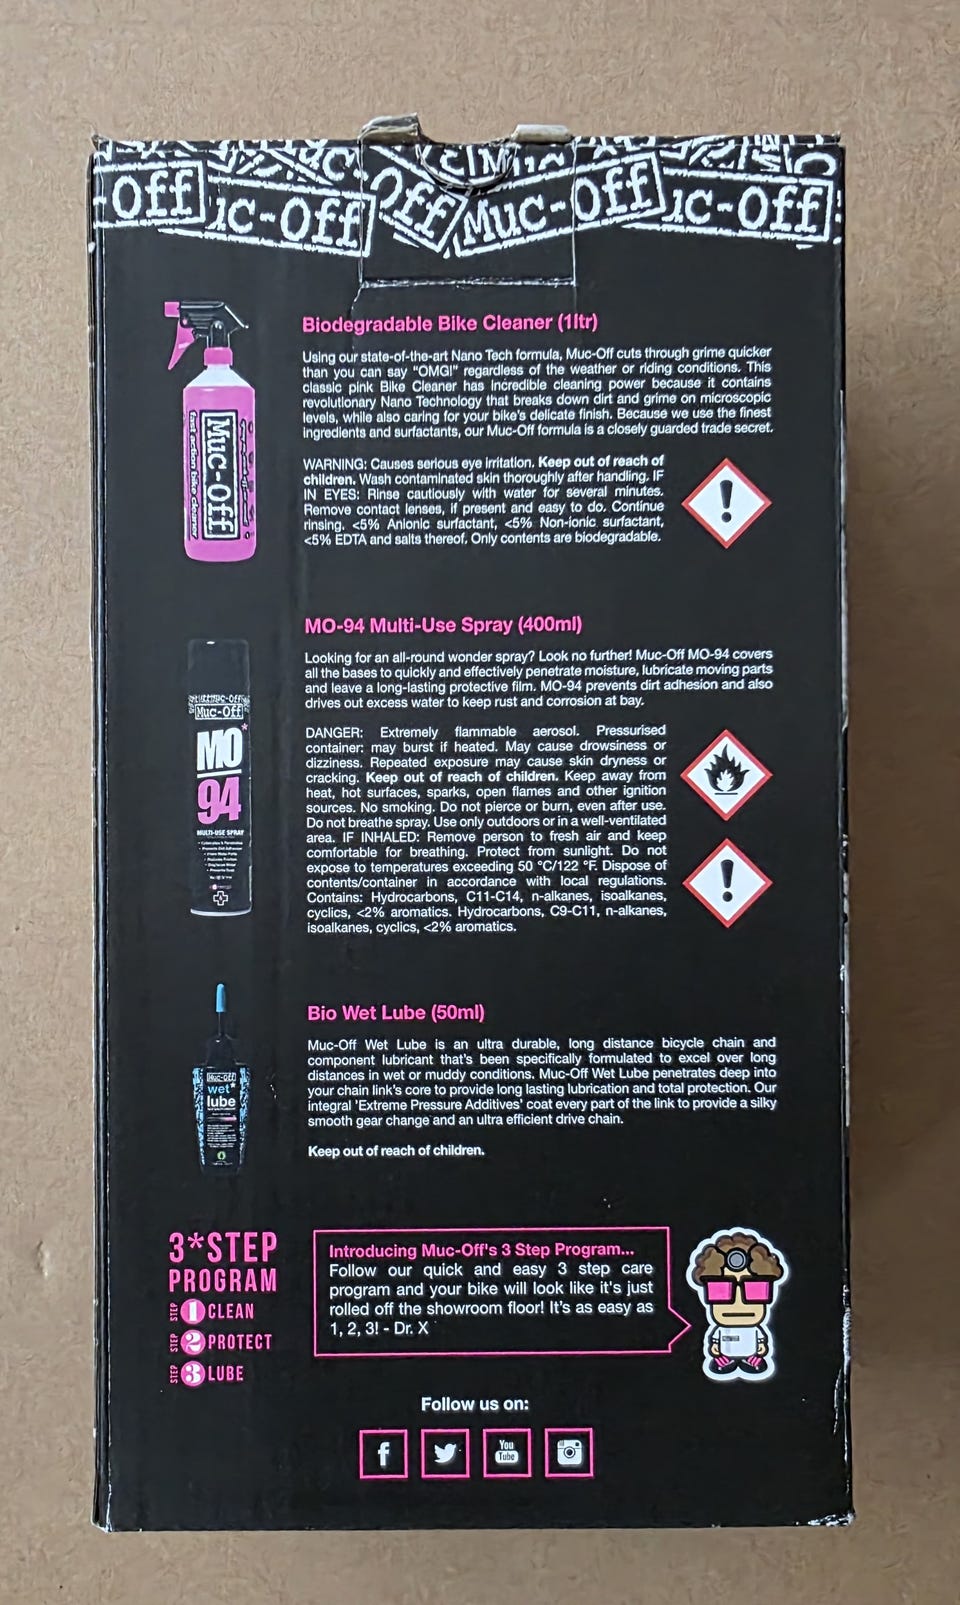 -Off
uc-Off
Off
Muc-Off
uc-Off
Biodegradable Bike Cleaner (1ltr)
Using our state-of-the-art Nano Tech formula, Muc-Off cuts through grime quicker
than you can say "OMG!" regardless of the weather or riding conditions. This
classic pink Bike Cleaner has incredible cleaning power because it contains
revolutionary Nano Technology that breaks down dirt and grime on microscopic
levels, while also caring for your bike's delicate finish. Because we use the finest
ingredients and surfactants, our Muc-Off formula is a closely guarded trade secret.
WARNING: Causes serious eye irritation. Keep out of reach of
children. Wash contaminated skin thoroughly after handling. IF
IN EYES: Rinse cautiously with water for several minutes.
Remove contact lenses, if present and easy to do. Continue
rinsing. <5% Anionic surfactant, <5% Non-ionic surfactant,
<5% EDTA and salts thereof. Only contents are biodegradable.
Muc-Off
fast action bike cleaner
MO-94 Multi-Use Spray (400ml)
Looking for an all-round wonder spray? Look no further! Muc-Off MO-94 covers
all the bases to quickly and effectively penetrate moisture, lubricate moving parts
and leave a long-lasting protective film. MO-94 prevents dirt adhesion and also
drives out excess water to keep rust and corrosion at bay.
DANGER: Extremely flammable aerosol. Pressurised
container: may burst if heated. May cause drowsiness or
dizziness. Repeated exposure may cause skin dryness or
cracking. Keep out of reach of children. Keep away from
heat, hot surfaces, sparks, open flames and other ignition
sources. No smoking. Do not pierce or burn, even after use.
Do not breathe spray. Use only outdoors or in a well-ventilated
area. IF INHALED: Remove person to fresh air and keep
comfortable for breathing. Protect from sunlight. Do not
expose to temperatures exceeding 50 °C/122 °F. Dispose of
contents/container in accordance with local regulations.
Contains: Hydrocarbons, C11-C14, n-alkanes, isoalkanes,
cyclics, <2% aromatics. Hydrocarbons, C9-C11, n-alkanes,
isoalkanes, cyclics, <2% aromatics.
Muc-Off
MO
94
MULTI-USE SPRAY
Bio Wet Lube (50ml)
Muc-Off Wet Lube is an ultra durable, long distance bicycle chain and
component lubricant that's been specifically formulated to excel over long
distances in wet or muddy conditions. Muc-Off Wet Lube penetrates deep into
your chain link's core to provide long lasting lubrication and total protection. Our
integral 'Extreme Pressure Additives' coat every part of the link to provide a silky
smooth gear change and an ultra efficient drive chain.
Keep out of reach of children.
Muc-Off
wet
lube
3*STEP
PROGRAM
STEP 1 CLEAN
STEP 2 PROTECT
STEP 3 LUBE
Introducing Muc-Off's 3 Step Program...
Follow our quick and easy 3 step care
program and your bike will look like it's just
rolled off the showroom floor! It's as easy as
1, 2, 3! - Dr. X
Follow us on:
You
Tube